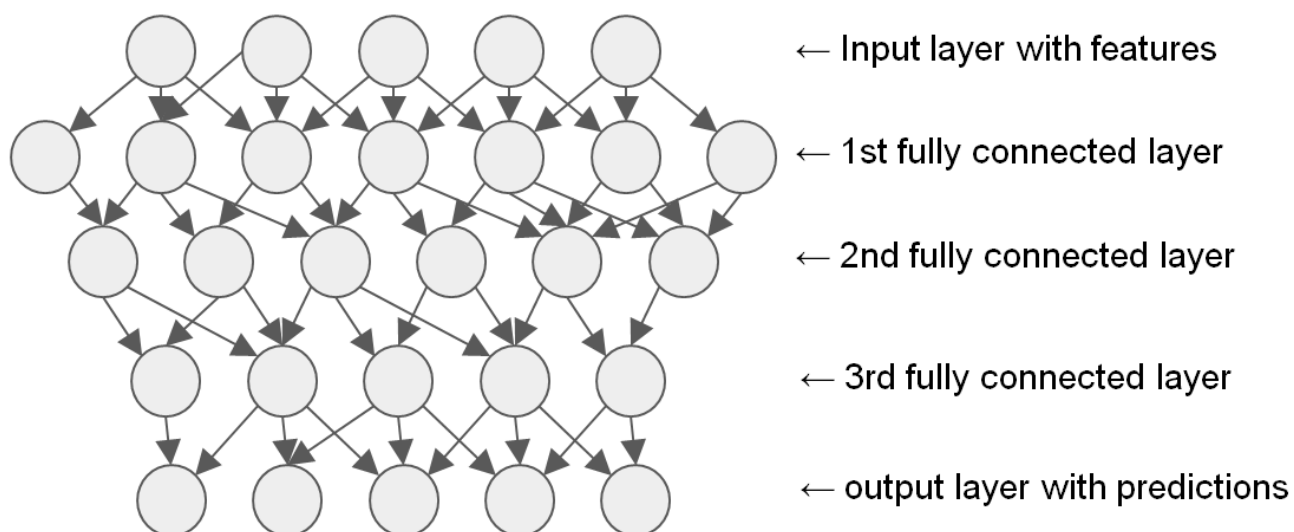 ← Input layer with features
← 1st fully connected layer
← 2nd fully connected layer
← 3rd fully connected layer
← output layer with predictions